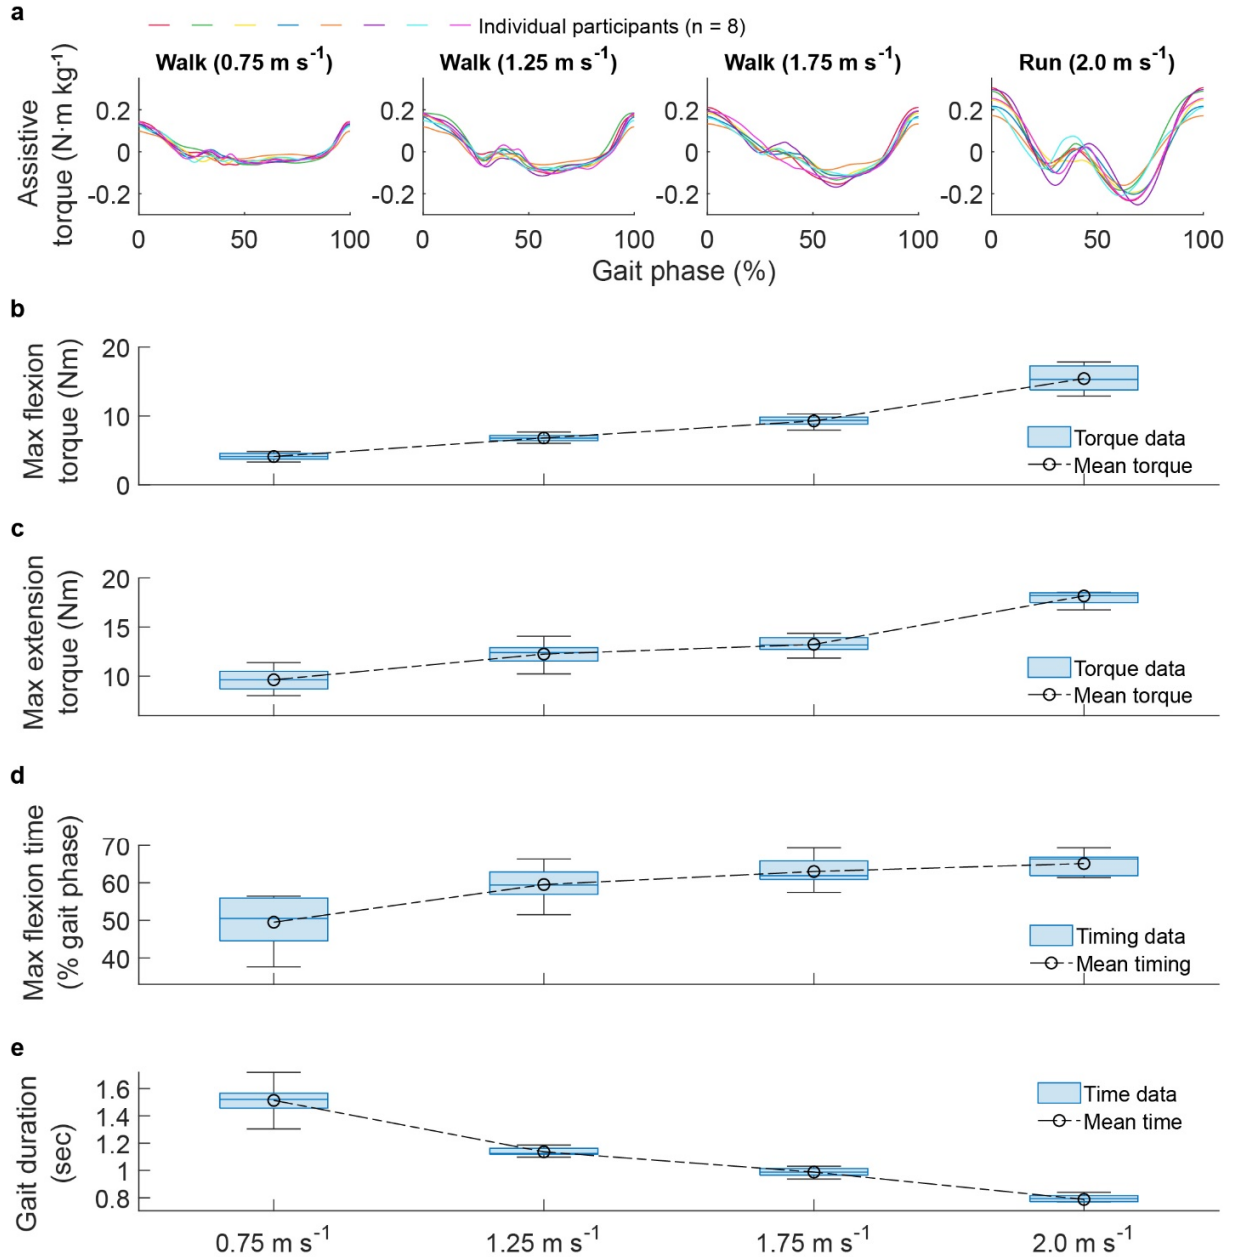 a
Individual participants (n = 8)
Walk (0.75 m s⁻¹) Walk (1.25 m s⁻¹) Walk (1.75 m s⁻¹) Run (2.0 m s⁻¹)
Assistive
torque (N·m kg⁻¹)
0.2 0.2 0.2 0.2
0 0 0 0
-0.2 -0.2 -0.2 -0.2
0 50 100 0 50 100 0 50 100 0 50 100
Gait phase (%)
b
Max flexion
torque (Nm)
20
10
0
Torque data
Mean torque
c
Max extension
torque (Nm)
20
15
10
Torque data
Mean torque
d
Max flexion time
(% gait phase)
70
60
50
40
Timing data
Mean timing
e
Gait duration
(sec)
1.6
1.4
1.2
1
0.8
Time data
Mean time
0.75 m s⁻¹ 1.25 m s⁻¹ 1.75 m s⁻¹ 2.0 m s⁻¹